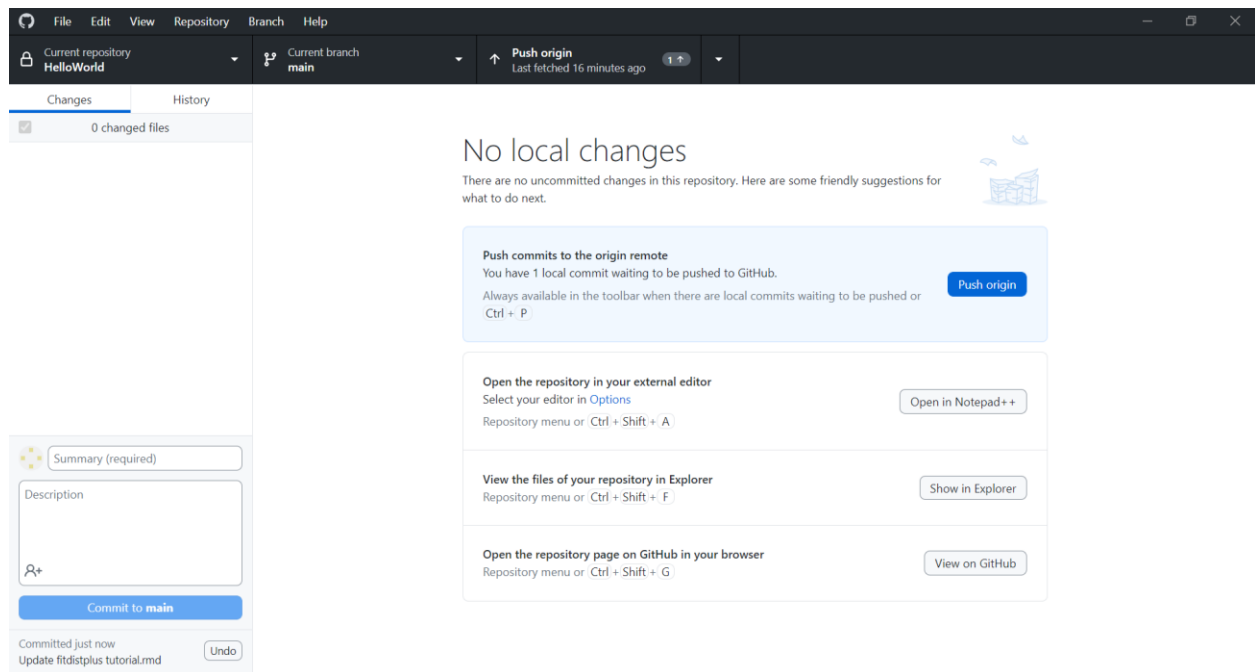 File Edit View Repository Branch Help
Current repository
HelloWorld
Current branch
main
Push origin
Last fetched 16 minutes ago
1
Changes History
0 changed files
No local changes
There are no uncommitted changes in this repository. Here are some friendly suggestions for
what to do next.
Push commits to the origin remote
You have 1 local commit waiting to be pushed to GitHub.
Always available in the toolbar when there are local commits waiting to be pushed or
Ctrl + P
Push origin
Open the repository in your external editor
Select your editor in Options
Repository menu or Ctrl + Shift + A
Open in Notepad++
View the files of your repository in Explorer
Repository menu or Ctrl + Shift + F
Show in Explorer
Open the repository page on GitHub in your browser
Repository menu or Ctrl + Shift + G
View on GitHub
Summary (required)
Description
Commit to main
Committed just now
Update fitdistplus tutorial.rmd
Undo